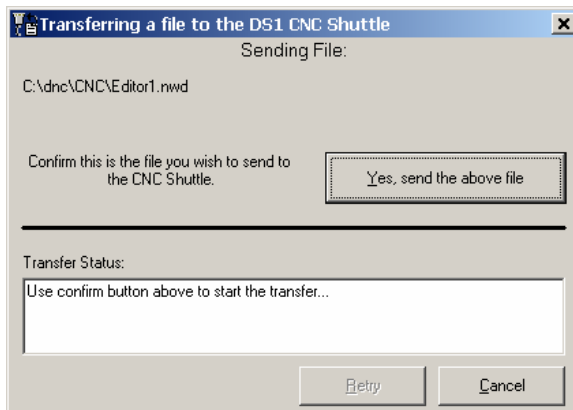 Transferring a file to the DS1 CNC Shuttle
Sending File:
C:\dnc\CNC\Editor1.nwd
Confirm this is the file you wish to send to
the CNC Shuttle.
Yes, send the above file
Transfer Status:
Use confirm button above to start the transfer...
Retry
Cancel